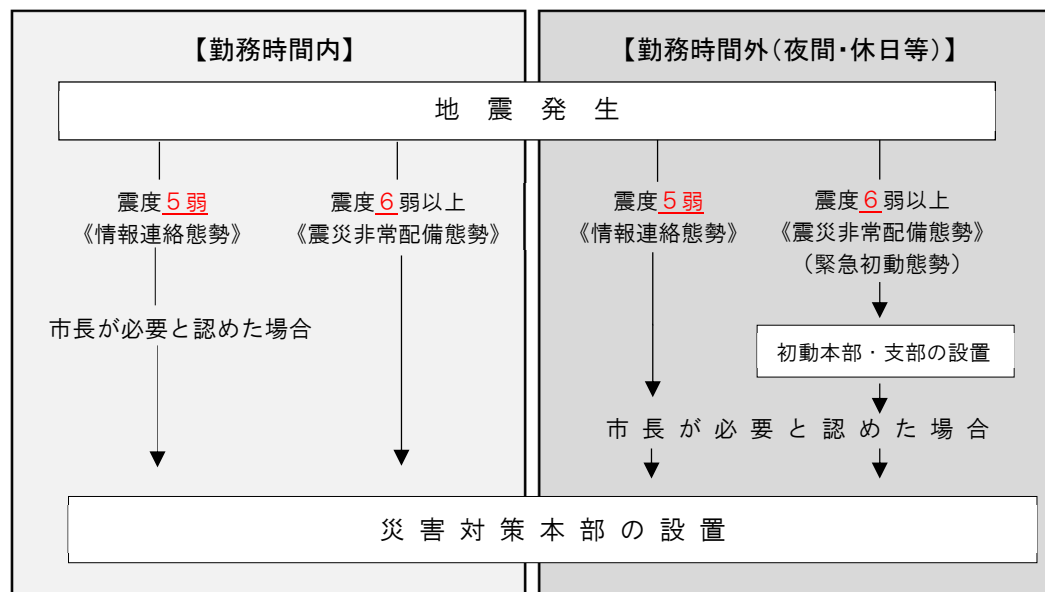 【勤務時間内】
【勤務時間外(夜間・休日等)】
地震発生
震度５弱
《情報連絡態勢》
震度６弱以上
《震災非常配備態勢》
震度５弱
《情報連絡態勢》
震度６弱以上
《震災非常配備態勢》
（緊急初動態勢）
市長が必要と認めた場合
初動本部・支部の設置
市長が必要と認めた場合
災害対策本部の設置